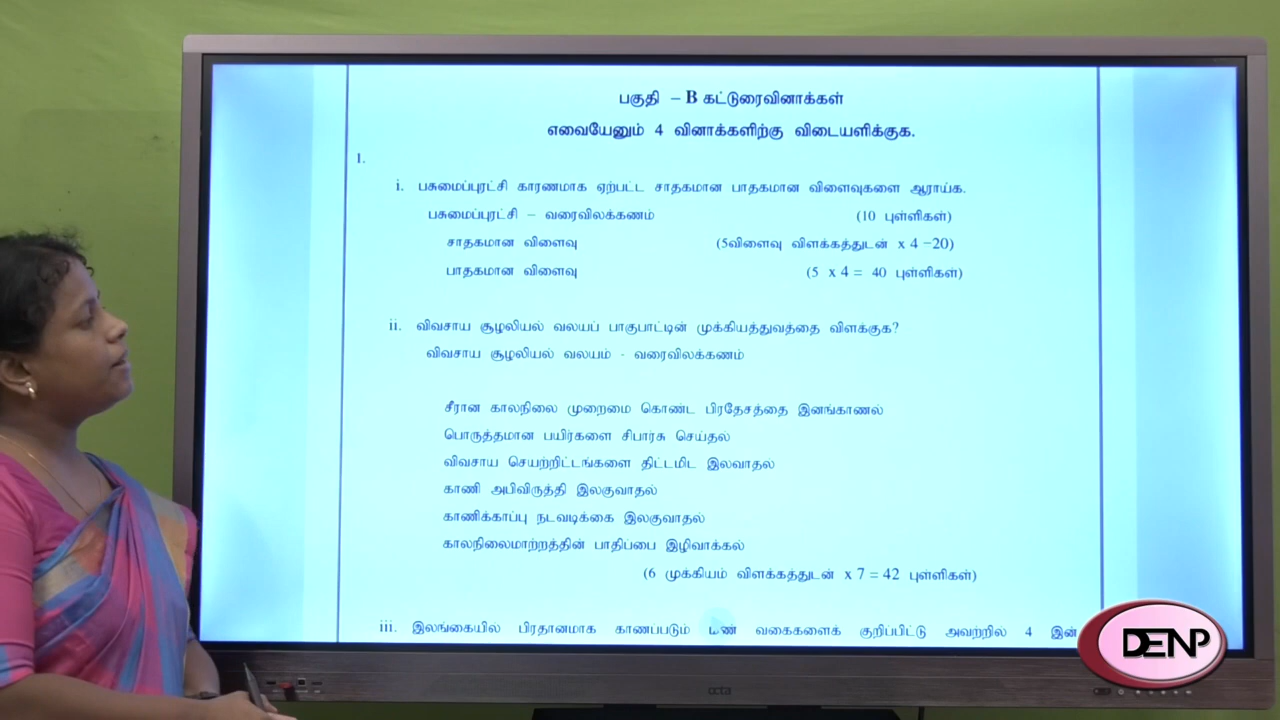 பகுதி – B கட்டுரைவினாக்கள்
எவையேனும் 4 வினாக்களிற்கு விடையளிக்குக.
1.
i. பசுமைப்புரட்சி காரணமாக ஏற்பட்ட சாதகமான பாதகமான விளைவுகளை ஆராய்க.
பசுமைப்புரட்சி – வரைவிலக்கணம் (10 புள்ளிகள்)
சாதகமான விளைவு (5விளைவு விளக்கத்துடன் x 4 –20)
பாதகமான விளைவு (5 x 4 = 40 புள்ளிகள்)
ii. விவசாய சூழலியல் வலயப் பாகுபாட்டின் முக்கியத்துவத்தை விளக்குக?
விவசாய சூழலியல் வலயம் - வரைவிலக்கணம்
சீரான காலநிலை முறைமை கொண்ட பிரதேசத்தை இனங்காணல்
பொருத்தமான பயிர்களை சிபார்சு செய்தல்
விவசாய செயற்றிட்டங்களை திட்டமிட இலவாதல
காணி அபிவிருத்தி இலகுவாதல்
காணிக்காப்பு நடவடிக்கை இலகுவாதல்
காலநிலைமாற்றத்தின் பாதிப்பை இழிவாக்கல்
(6 முக்கியம் விளக்கத்துடன் x 7 = 42 புள்ளிகள்)
iii. இலங்கையில் பிரதானமாக காணப்படும் மண் வகைகளைக் குறிப்பிட்டு அவற்றில் 4 இன்
DENP